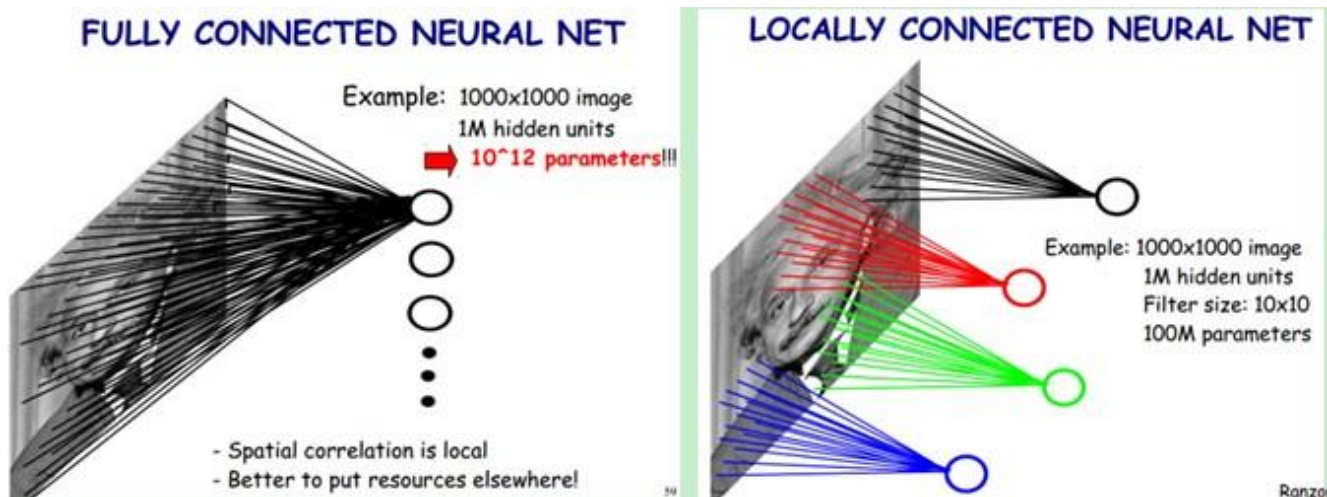 FULLY CONNECTED NEURAL NET
Example: 1000x1000 image
1M hidden units
10^12 parameters!!!
- Spatial correlation is local
- Better to put resources elsewhere!
59
LOCALLY CONNECTED NEURAL NET
Example: 1000x1000 image
1M hidden units
Filter size: 10x10
100M parameters
Ranzo